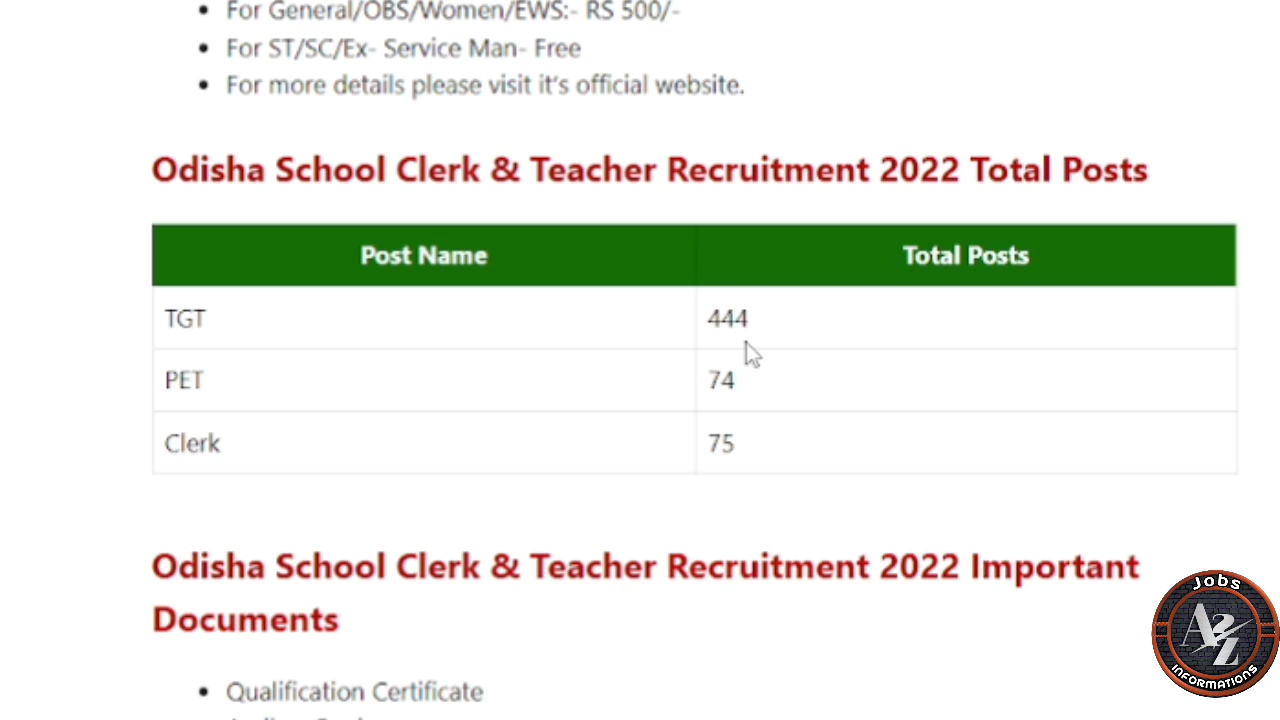 For General/OBS/Women/EWS:- RS 500/-
For ST/SC/Ex- Service Man- Free
For more details please visit it's official website.
Odisha School Clerk & Teacher Recruitment 2022 Total Posts
Post Name Total Posts
TGT 444
PET 74
Clerk 75
Odisha School Clerk & Teacher Recruitment 2022 Important
Documents
Qualification Certificate
Jobs
A2Z
INFORMATIONS